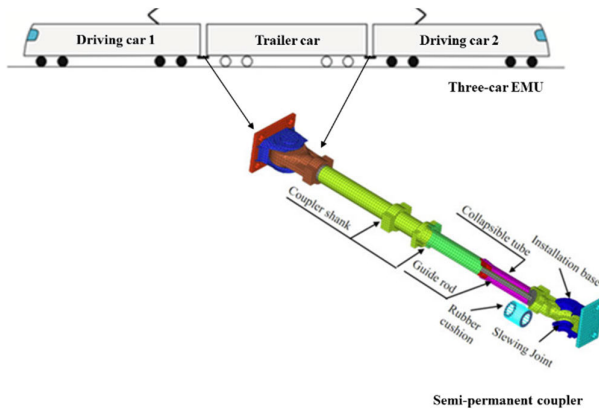 Driving car 1
Trailer car
Driving car 2
Three-car EMU
Coupler shank
Guide rod
Collapsible tube
Installation base
Rubber
cushion
Slewing Joint
Semi-permanent coupler